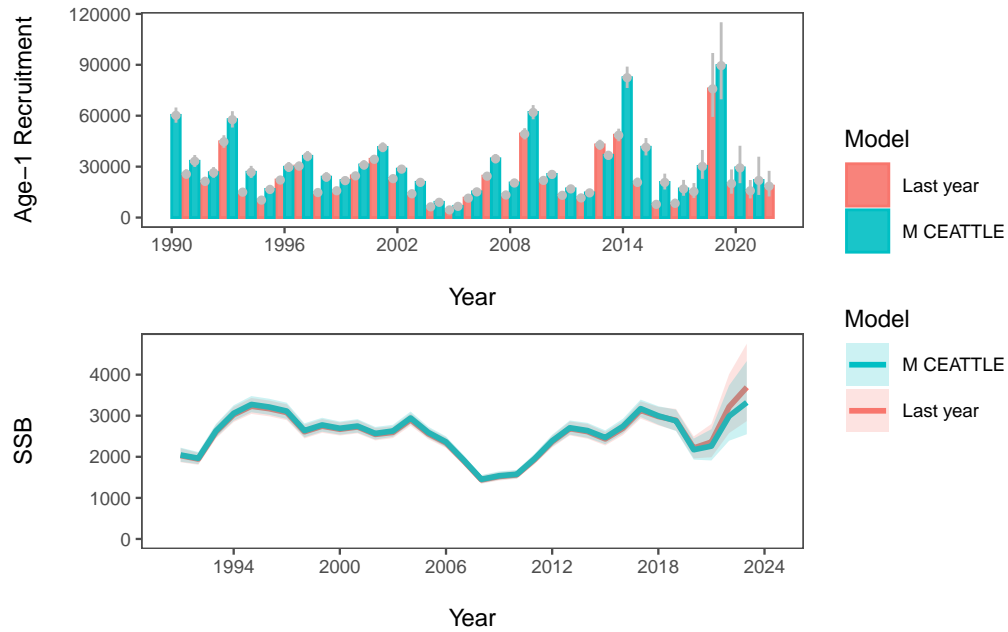 Age−1 Recruitment
120000
90000
60000
30000
0
1990 1996 2002 2008 2014 2020
Year
Model
Last year
M CEATTLE
SSB
4000
3000
2000
1000
0
1994 2000 2006 2012 2018 2024
Year
Model
M CEATTLE
Last year